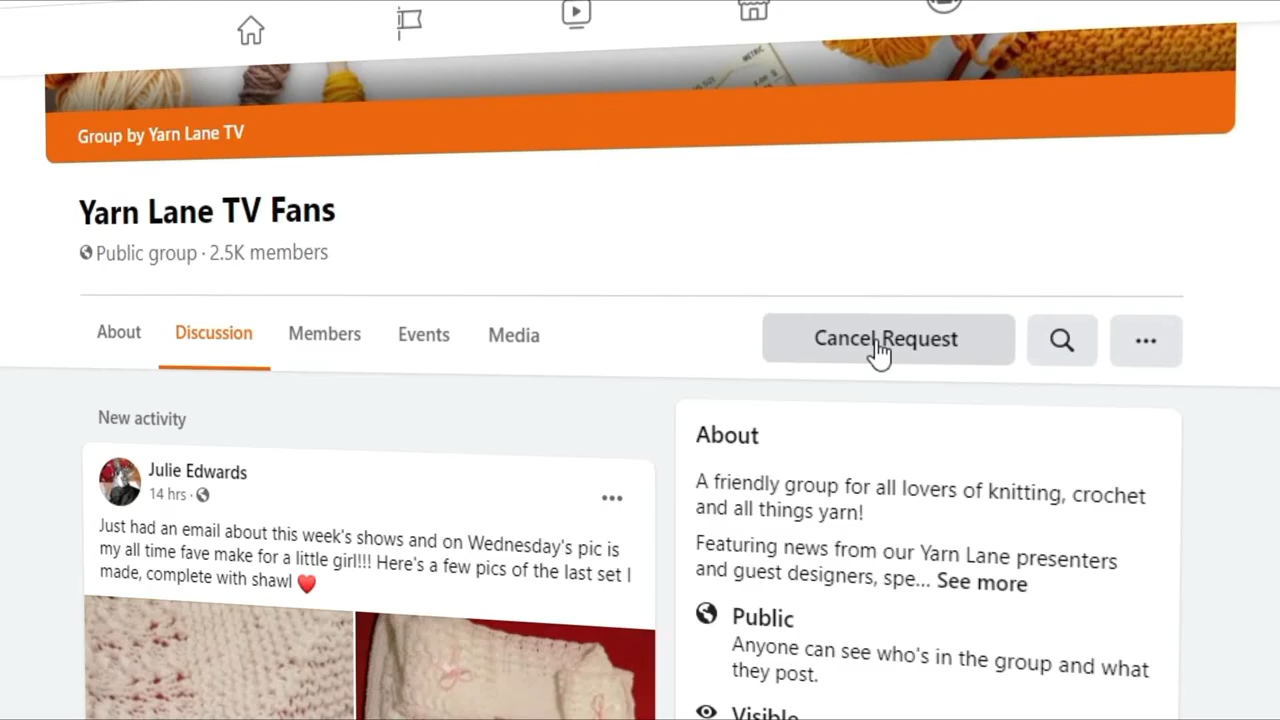 METRIC
Group by Yarn Lane TV
Yarn Lane TV Fans
Public group · 2.5K members
About
Discussion
Members
Events
Media
Cancel Request
New activity
Julie Edwards
14 hrs ·
Just had an email about this week's shows and on Wednesday's pic is
my all time fave make for a little girl!!! Here's a few pics of the last set I
made, complete with shawl ❤️
About
A friendly group for all lovers of knitting, crochet
and all things yarn!
Featuring news from our Yarn Lane presenters
and guest designers, spe... See more
Public
Anyone can see who's in the group and what
they post.
Visible